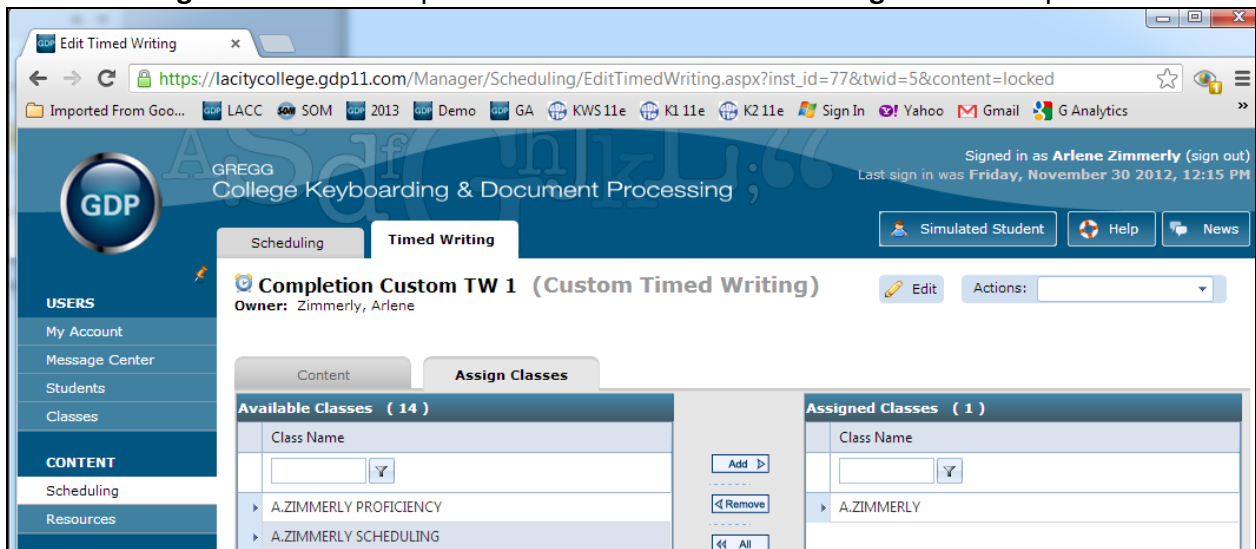 Edit Timed Writing
https://lacitycollege.gdp11.com/Manager/Scheduling/EditTimedWriting.aspx?inst_id=77&twid=5&content=locked
Imported From Goo... LACC SOM 2013 Demo GA KWS 11e K1 11e K2 11e Sign In Yahoo Gmail G Analytics »
GDP
GREGG
College Keyboarding & Document Processing
Signed in as Arlene Zimmerly (sign out)
Last sign in was Friday, November 30 2012, 12:15 PM
Scheduling Timed Writing
Simulated Student Help News
Completion Custom TW 1 (Custom Timed Writing)
Edit Actions:
Owner: Zimmerly, Arlene
USERS
My Account
Message Center
Students
Classes
CONTENT
Scheduling
Resources
Content Assign Classes
Available Classes ( 14 )
Class Name
A.ZIMMERLY PROFICIENCY
A.ZIMMERLY SCHEDULING
Add
Remove
All
Assigned Classes ( 1 )
Class Name
A.ZIMMERLY